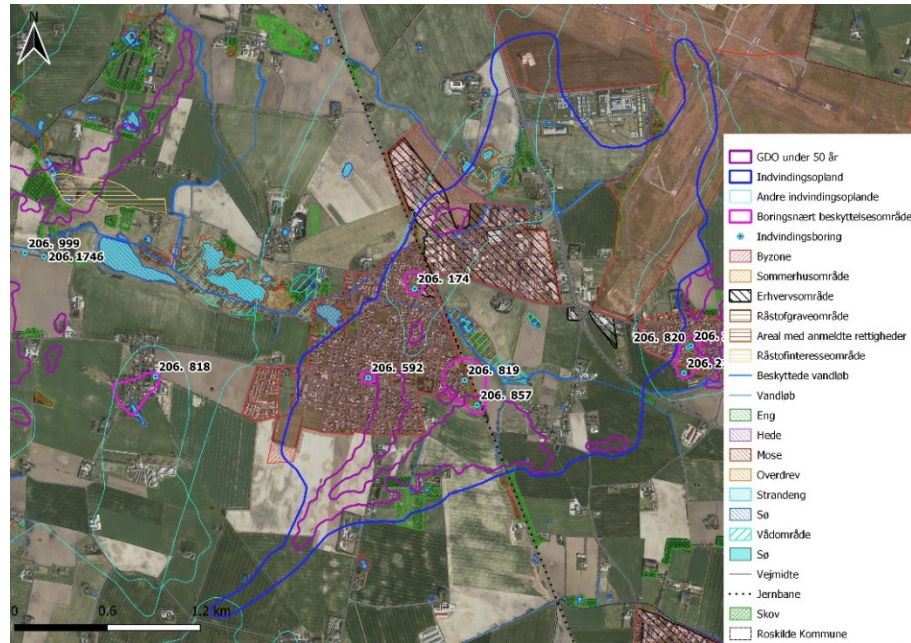 N
GDO under 50 år
Indvindingsopland
Andre indvindingsoplande
Boringsnært beskyttelsesområde
Indvindingsboring
Byzone
Sommerhusområde
Erhvervsområde
Råstofgraveområde
Areal med anmeldte rettigheder
Råstofinteresseområde
Beskyttede vandløb
Vandløb
Eng
Hede
Mose
Overdrev
Strandeng
Sø
Vådområde
Sø
Vejmidte
Jernbane
Skov
Roskilde Kommune
206. 999
206. 1746
206. 174
206. 820
206.
206. 818
206. 592
206. 819
206. 857
0 0.6 1.2 km